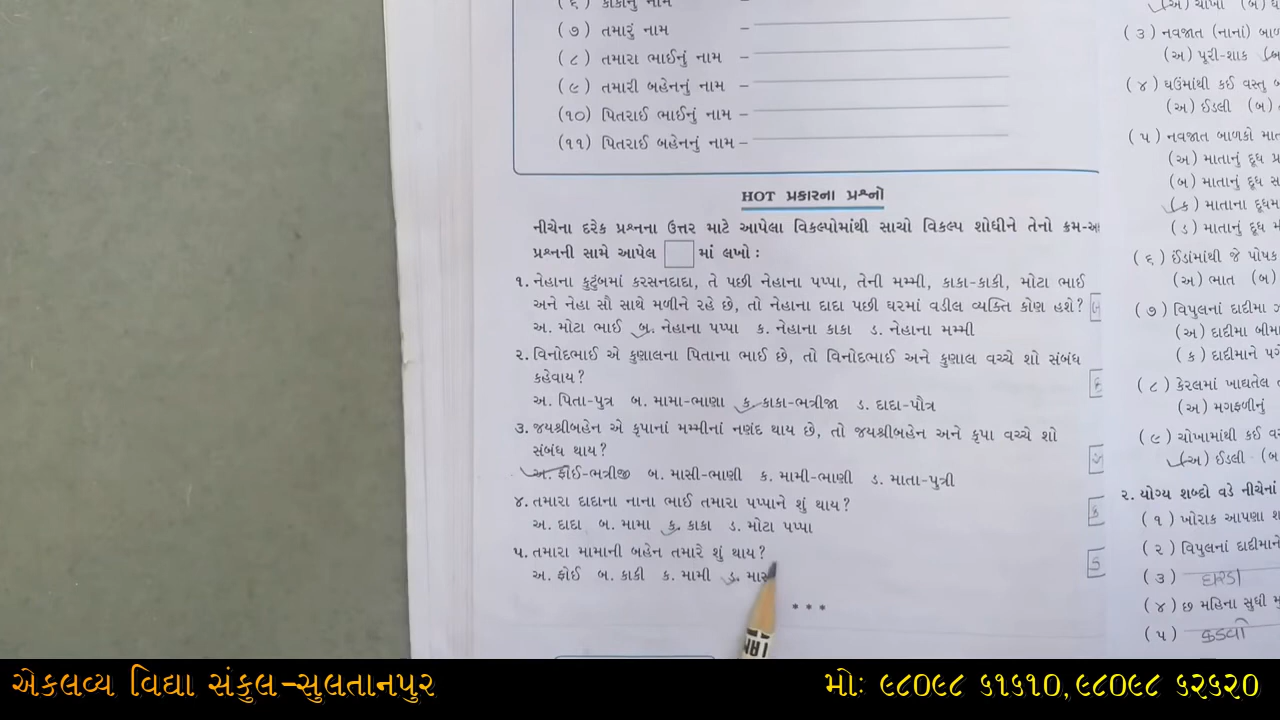 (૬) કાકાનું નામ –
(૭) તમારું નામ –
(૮) તમારા ભાઈનું નામ –
(૯) તમારી બહેનનું નામ –
(૧૦) પિતરાઈ ભાઈનું નામ –
(૧૧) પિતરાઈ બહેનનું નામ –
HOT પ્રકારના પ્રશ્નો
નીચેના દરેક પ્રશ્નના ઉત્તર માટે આપેલા વિકલ્પોમાંથી સાચો વિકલ્પ શોધીને તેનો ક્રમ-અ
પ્રશ્નની સામે આપેલ માં લખો :
૧. નેહાના કુટુંબમાં કરસનદાદા, તે પછી નેહાના પપ્પા, તેની મમ્મી, કાકા-કાકી, મોટા ભાઈ
અને નેહા સૌ સાથે મળીને રહે છે, તો નેહાના દાદા પછી ઘરમાં વડીલ વ્યક્તિ કોણ હશે?
અ. મોટા ભાઈ બ. નેહાના પપ્પા ક. નેહાના કાકા ડ. નેહાના મમ્મી
૨. વિનોદભાઈ એ કુણાલના પિતાના ભાઈ છે, તો વિનોદભાઈ અને કુણાલ વચ્ચે શો સંબંધ
કહેવાય? ક
અ. પિતા-પુત્ર બ. મામા-ભાણા ક. કાકા-ભત્રીજા ડ. દાદા-પૌત્ર
૩. જયશ્રીબહેન એ કૃપાનાં મમ્મીનાં નણંદ થાય છે, તો જયશ્રીબહેન અને કૃપા વચ્ચે શો
સંબંધ થાય? અ
અ. ફોઈ-ભત્રીજી બ. માસી-ભાણી ક. મામી-ભાણી ડ. માતા-પુત્રી
૪. તમારા દાદાના નાના ભાઈ તમારા પપ્પાને શું થાય? ક
અ. દાદા બ. મામા ક. કાકા ડ. મોટા પપ્પા
૫. તમારા મામાની બહેન તમારે શું થાય? ડ
અ. ફોઈ બ. કાકી ક. મામી ડ.
(અ) ચોખા (બ)
(૩) નવજાત (નાનાં) બાળ
(અ) પૂરી-શાક
(૪) ઘઉંમાંથી કઈ વસ્તુ બ
(અ) ઈડલી (બ)
(૫) નવજાત બાળકો માત
(અ) માતાનું દૂધ પ્ર
(બ) માતાનું દૂધ સ
(ક) માતાના દૂધમ
(ડ) માતાનું દૂધ મ
(૬) ઈંડાંમાંથી જે પોષક
(અ) ભાત (બ)
(૭) વિપુલનાં દાદીમા
(અ) દાદીમા બીમા
(ક) દાદીમાને પચે
(૮) કેરલમાં ખાદ્યતેલ
(અ) મગફળીનું
(૯) ચોખામાંથી કઈ વ
(અ) ઈડલી (બ
૨. યોગ્ય શબ્દો વડે નીચેનાં
(૧) ખોરાક આપણા શ
(૨) વિપુલનાં દાદીમાને
(૩) ઘરડાં
(૪) છ મહિના સુધી મ
(૫) કડવો
એકલવ્ય વિદ્યા સંકુલ-સુલતાનપુર
મોઃ ૯૮૦૯૮ ૬૧૬૧૦,૯૮૦૯૮ ૬૨૬૨૦